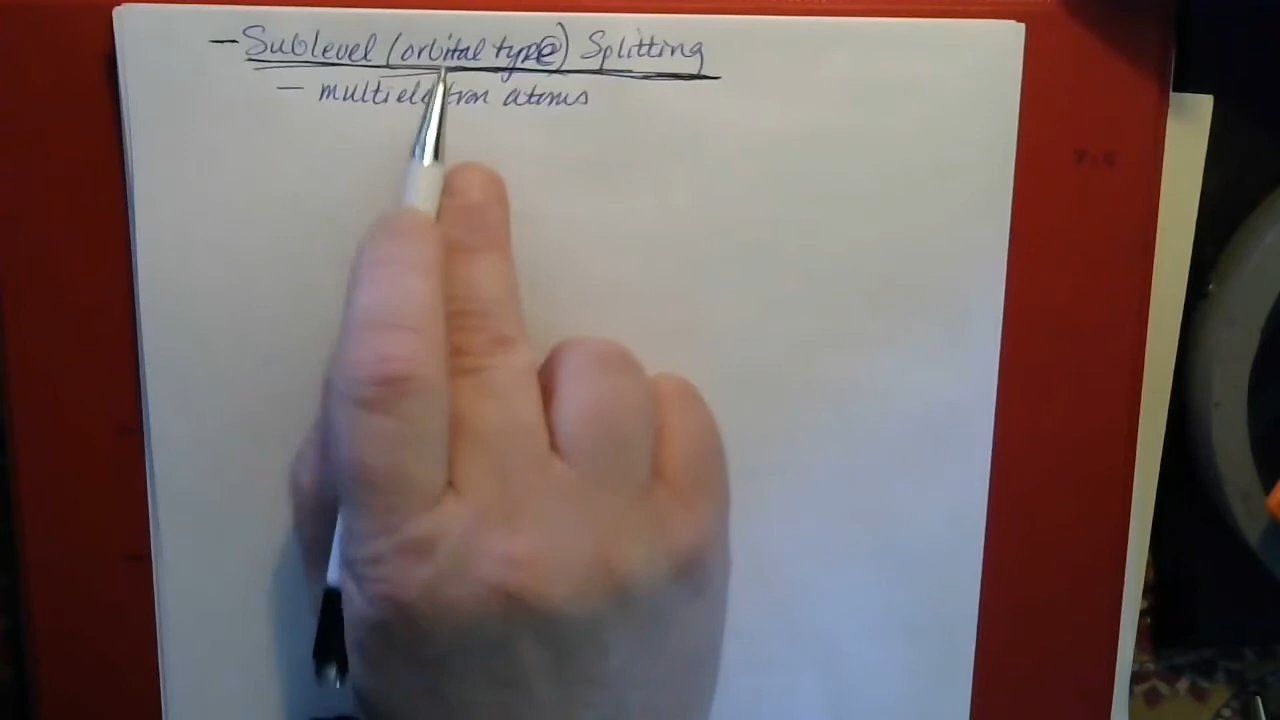 - Sublevel (orbital type) Splitting
- multielectron atoms